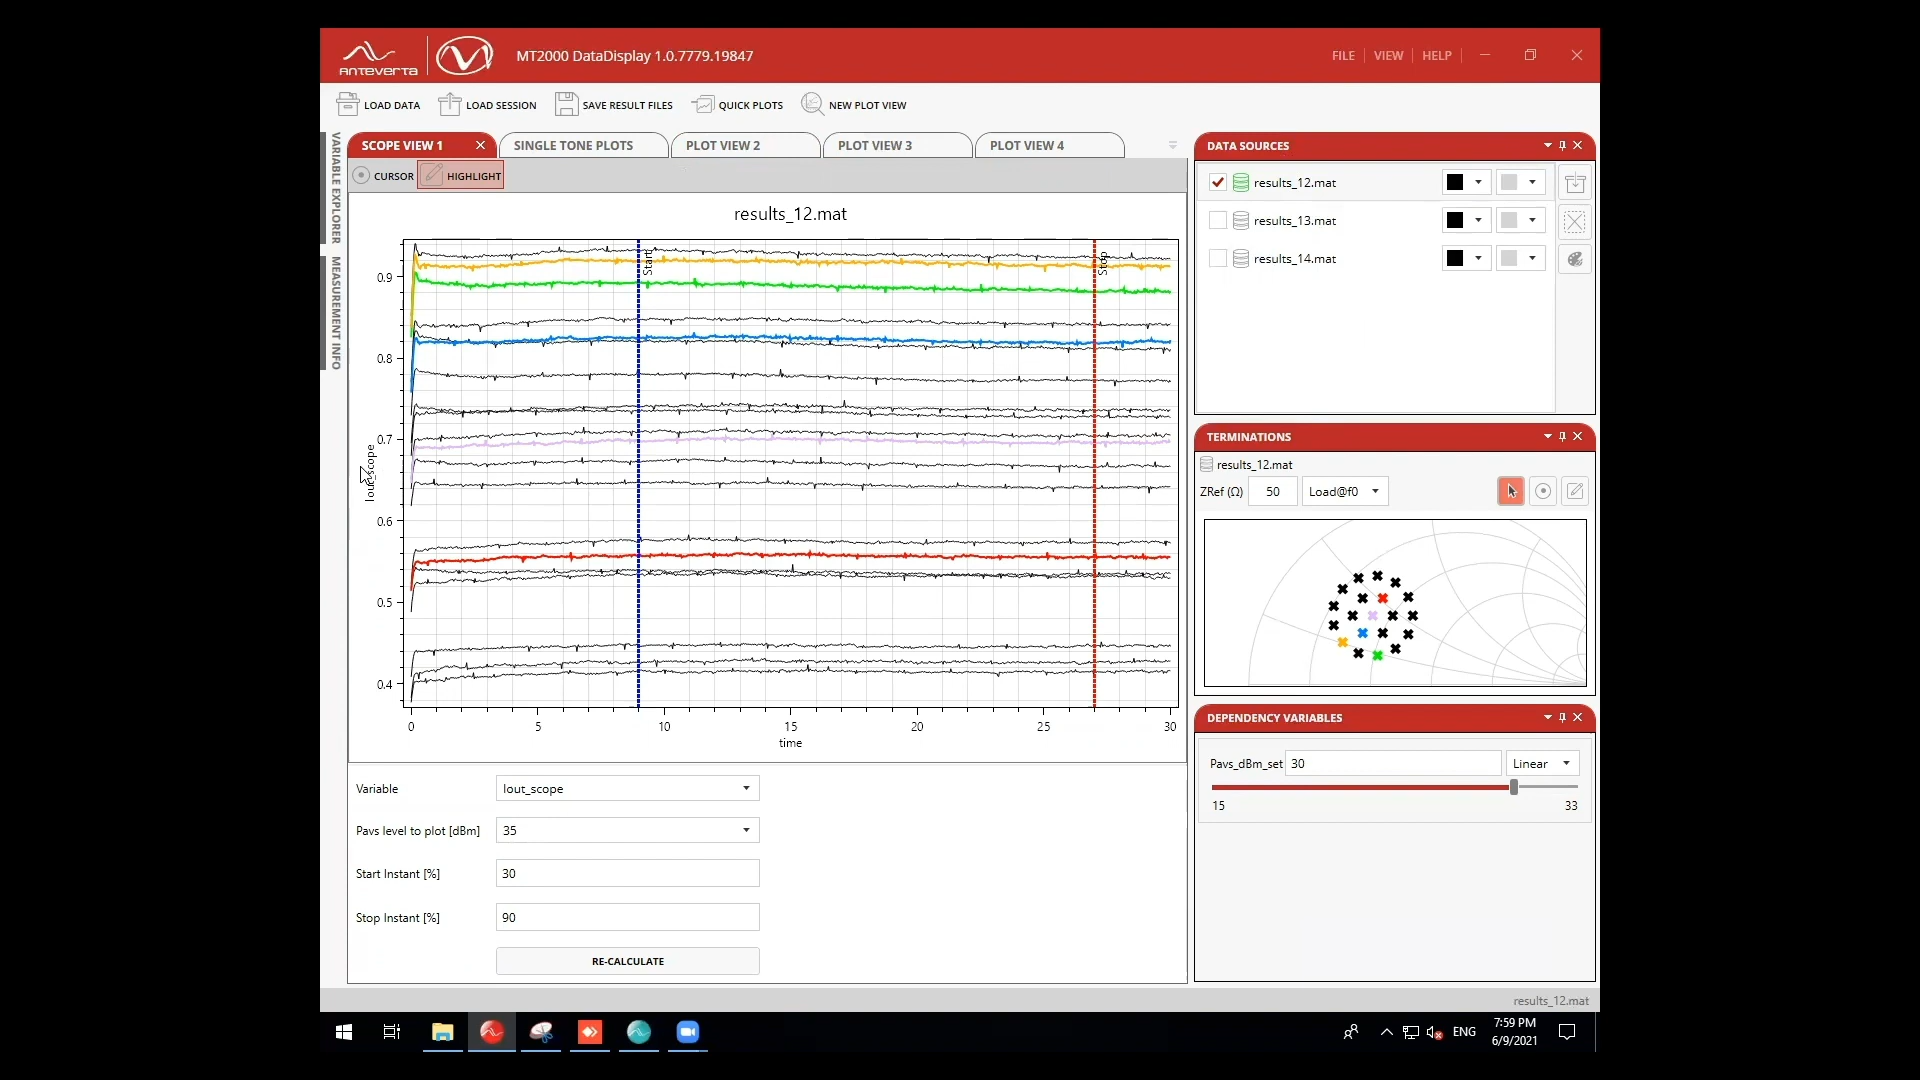 ANTEVERTA
MT2000 DataDisplay 1.0.7779.19847
FILE VIEW HELP
LOAD DATA LOAD SESSION SAVE RESULT FILES QUICK PLOTS NEW PLOT VIEW
VARIABLE EXPLORER
MEASUREMENT INFO
SCOPE VIEW 1 SINGLE TONE PLOTS PLOT VIEW 2 PLOT VIEW 3 PLOT VIEW 4
CURSOR HIGHLIGHT
results_12.mat
Start
Stop
0.9
0.8
0.7
0.6
0.5
0.4
Iout_scope
0 5 10 15 20 25 30
time
Variable Iout_scope
Pavs level to plot [dBm] 35
Start Instant [%] 30
Stop Instant [%] 90
RE-CALCULATE
DATA SOURCES
results_12.mat
results_13.mat
results_14.mat
TERMINATIONS
results_12.mat
ZRef (Ω) 50 Load@f0
DEPENDENCY VARIABLES
Pavs_dBm_set 30 Linear
15 33
results_12.mat
ENG
7:59 PM
6/9/2021